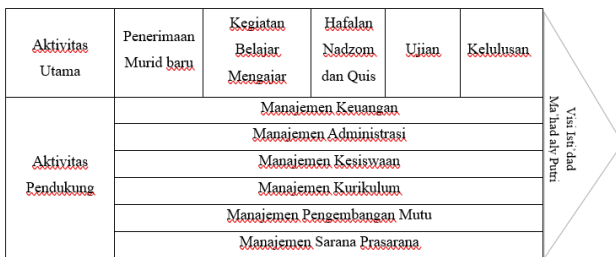 Aktivitas
Utama
Penerimaan
Murid baru
Kegiatan
Belajar
Mengajar
Hafalan
Nadzom
dan Quis
Ujian
Kelulusan
Aktivitas
Pendukung
Manajemen Keuangan
Manajemen Administrasi
Manajemen Kesiswaan
Manajemen Kurikulum
Manajemen Pengembangan Mutu
Manajemen Sarana Prasarana
Visi Isti`dad
Ma`had aly Putri